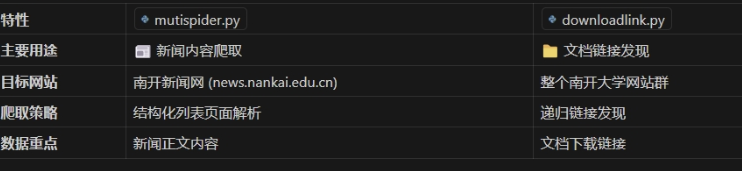 特性 mutispider.py downloadlink.py
主要用途 新闻内容爬取 文档链接发现
目标网站 南开新闻网 (news.nankai.edu.cn) 整个南开大学网站群
爬取策略 结构化列表页面解析 递归链接发现
数据重点 新闻正文内容 文档下载链接